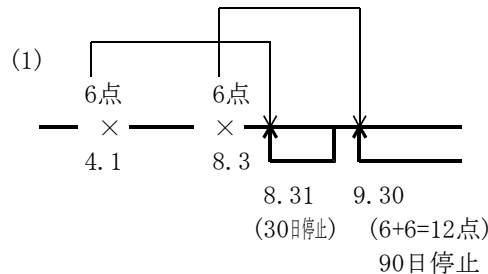 (1)
6点 6点
× ×
4.1 8.3
8.31 9.30
(30日停止) (6+6=12点)
90日停止